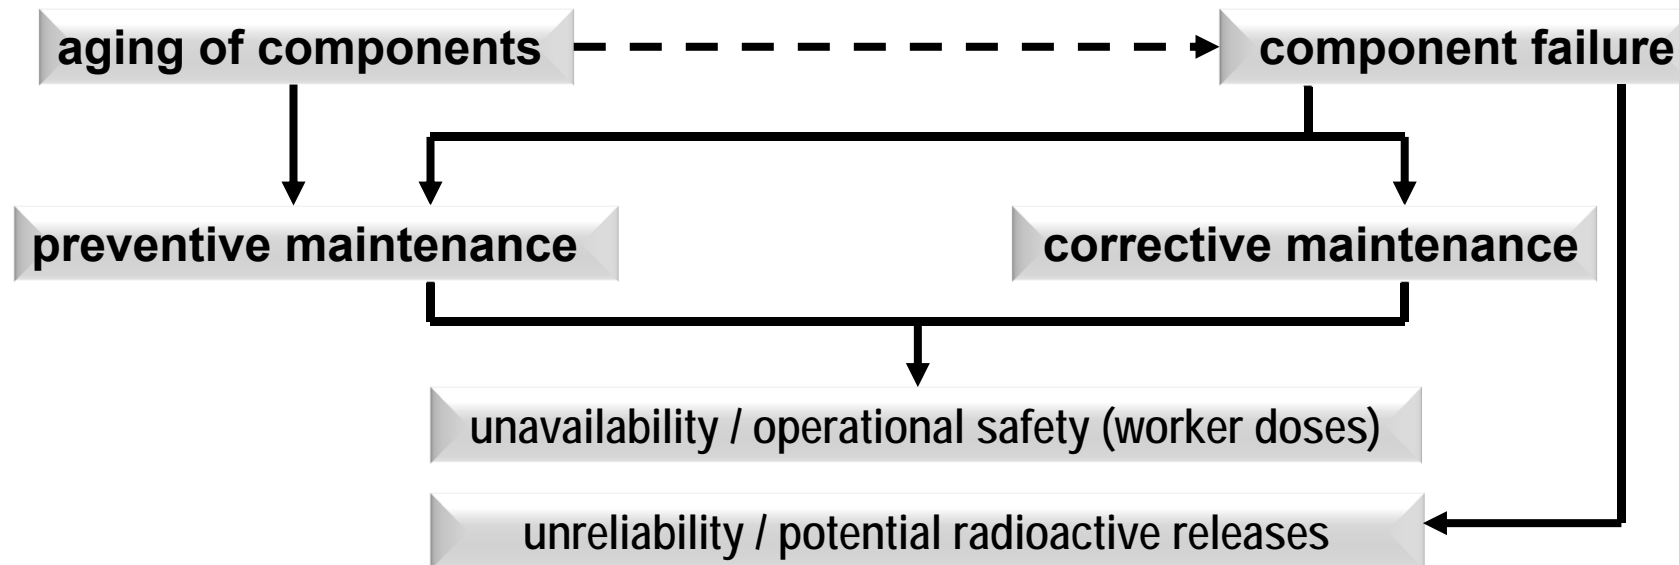 aging of components
component failure
preventive maintenance
corrective maintenance
unavailability / operational safety (worker doses)
unreliability / potential radioactive releases